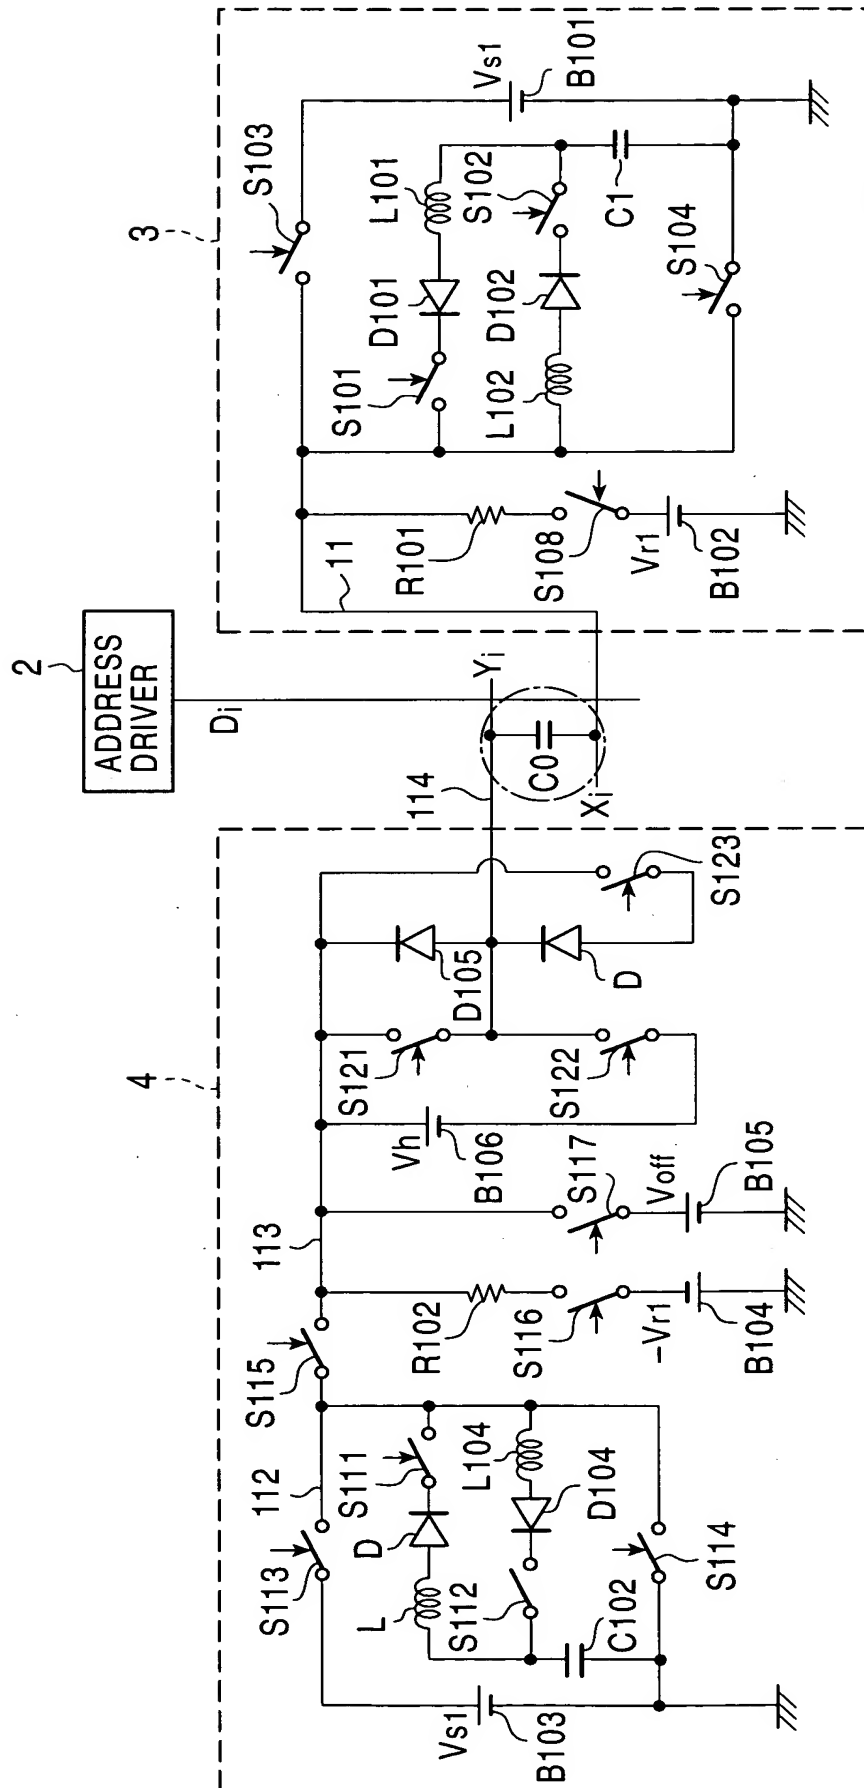 3
S103
Vs1
B101
L101
S102
D101
D102
C1
S101
L102
S104
R101
S108
Vr1
B102
11
2
ADDRESS
DRIVER
Di
Yi
C0
Xi
114
4
S123
D105
D
S121
S122
Vh
B106
S117
Voff
B105
113
R102
S116
-Vr1
B104
S115
112
S111
L104
D
D104
S113
L
S112
C102
S114
Vs1
B103